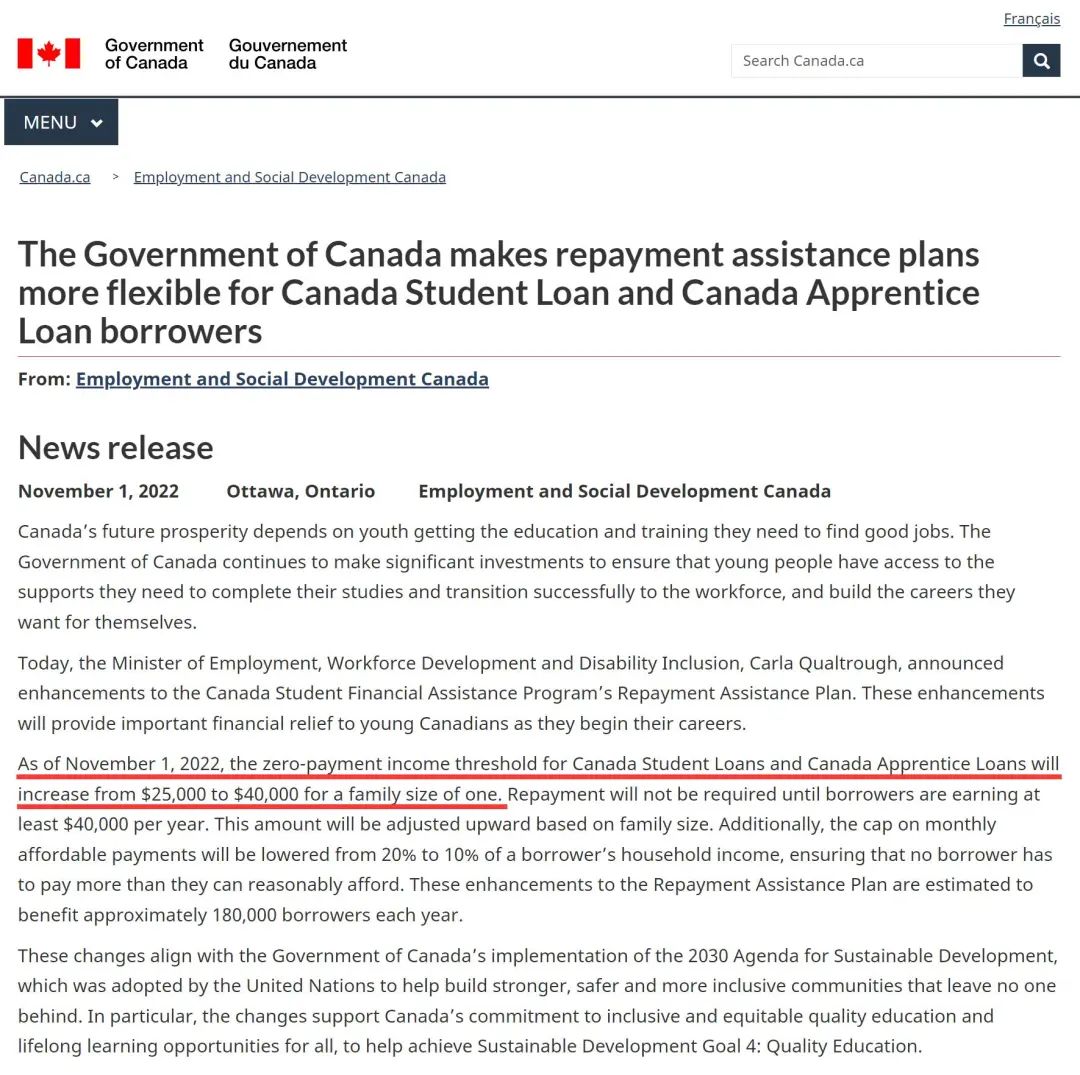 Français
Government
of Canada
Gouvernement
du Canada
Search Canada.ca
MENU
Canada.ca > Employment and Social Development Canada
The Government of Canada makes repayment assistance plans
more flexible for Canada Student Loan and Canada Apprentice
Loan borrowers
From: Employment and Social Development Canada
News release
November 1, 2022 Ottawa, Ontario Employment and Social Development Canada
Canada’s future prosperity depends on youth getting the education and training they need to find good jobs. The
Government of Canada continues to make significant investments to ensure that young people have access to the
supports they need to complete their studies and transition successfully to the workforce, and build the careers they
want for themselves.
Today, the Minister of Employment, Workforce Development and Disability Inclusion, Carla Qualtrough, announced
enhancements to the Canada Student Financial Assistance Program’s Repayment Assistance Plan. These enhancements
will provide important financial relief to young Canadians as they begin their careers.
As of November 1, 2022, the zero-payment income threshold for Canada Student Loans and Canada Apprentice Loans will
increase from $25,000 to $40,000 for a family size of one. Repayment will not be required until borrowers are earning at
least $40,000 per year. This amount will be adjusted upward based on family size. Additionally, the cap on monthly
affordable payments will be lowered from 20% to 10% of a borrower’s household income, ensuring that no borrower has
to pay more than they can reasonably afford. These enhancements to the Repayment Assistance Plan are estimated to
benefit approximately 180,000 borrowers each year.
These changes align with the Government of Canada’s implementation of the 2030 Agenda for Sustainable Development,
which was adopted by the United Nations to help build stronger, safer and more inclusive communities that leave no one
behind. In particular, the changes support Canada’s commitment to inclusive and equitable quality education and
lifelong learning opportunities for all, to help achieve Sustainable Development Goal 4: Quality Education.